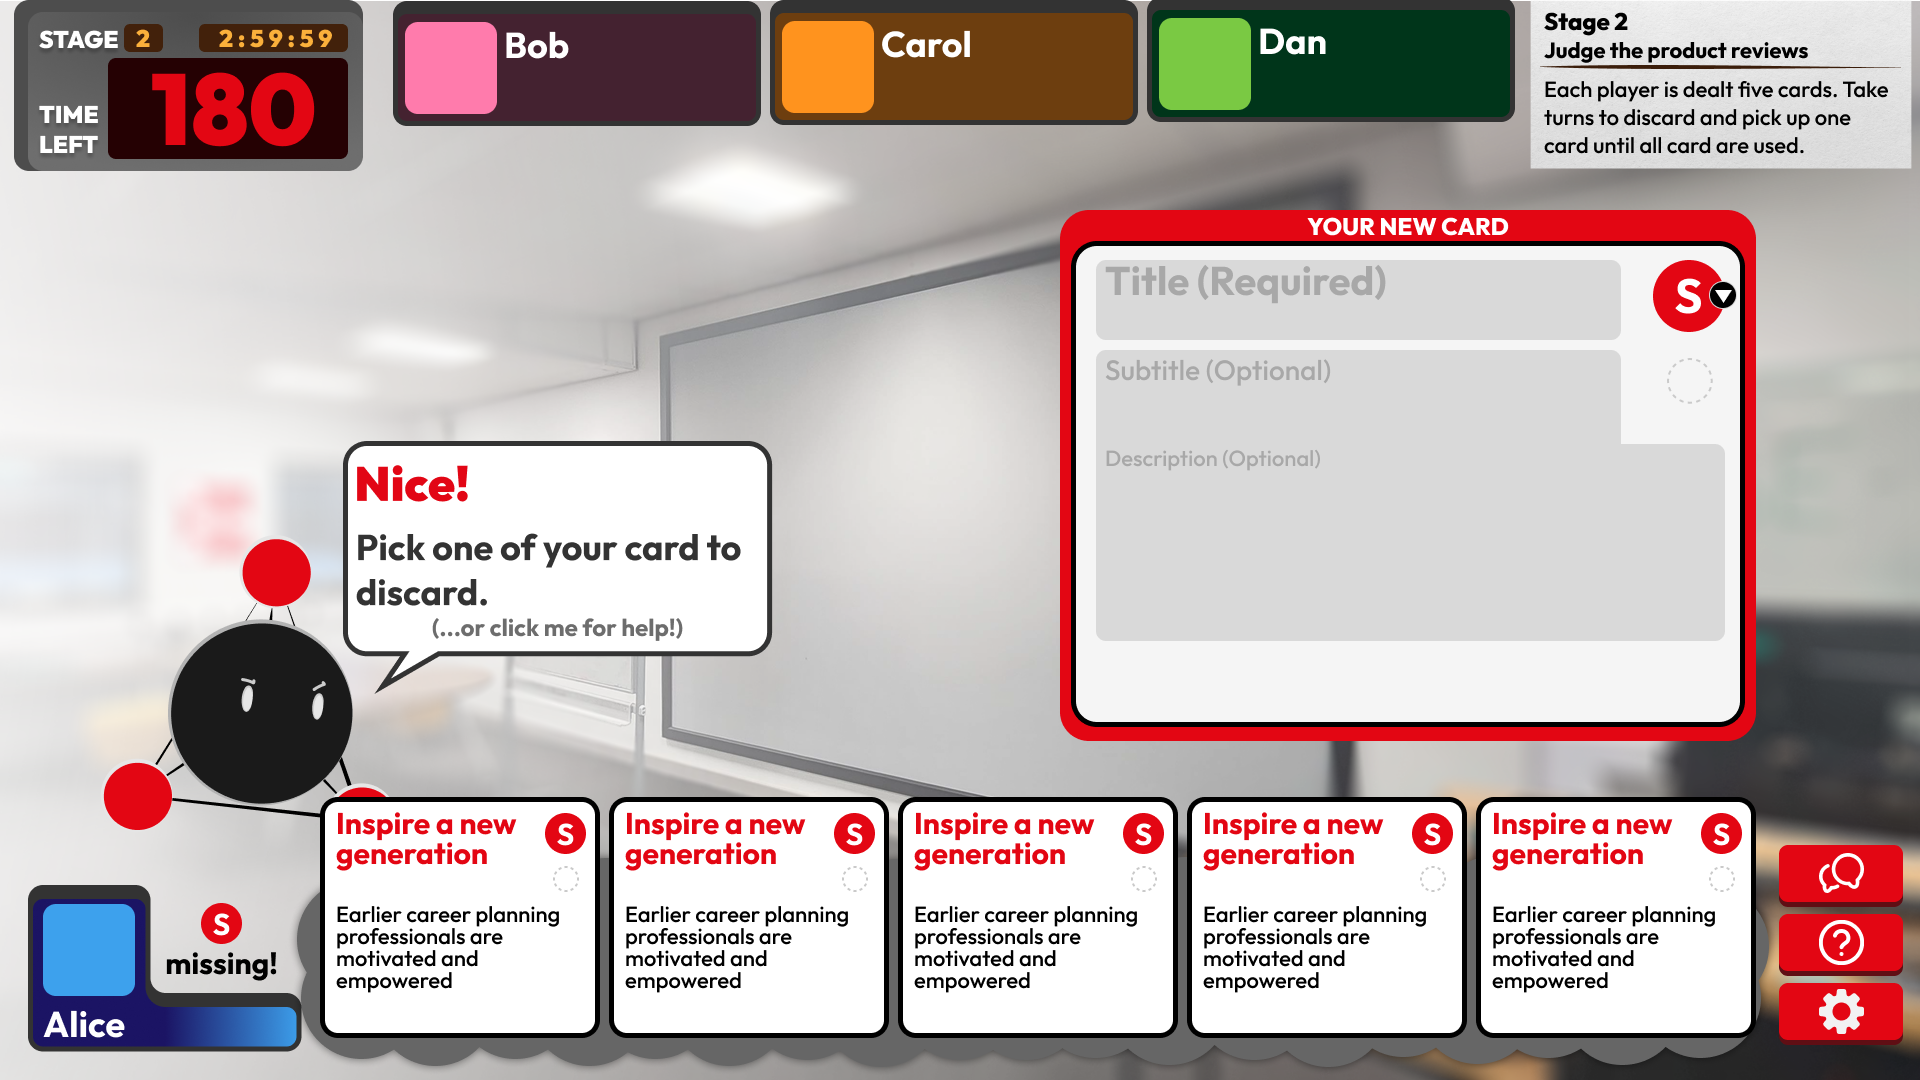 STAGE 2 2:59:59
TIME
LEFT
180
Bob
Carol
Dan
Stage 2
Judge the product reviews
Each player is dealt five cards. Take
turns to discard and pick up one
card until all card are used.
YOUR NEW CARD
Title (Required)
S
Subtitle (Optional)
Description (Optional)
Nice!
Pick one of your card to
discard.
(...or click me for help!)
Inspire a new
generation
S
Earlier career planning
professionals are
motivated and
empowered
Inspire a new
generation
S
Earlier career planning
professionals are
motivated and
empowered
Inspire a new
generation
S
Earlier career planning
professionals are
motivated and
empowered
Inspire a new
generation
S
Earlier career planning
professionals are
motivated and
empowered
Inspire a new
generation
S
Earlier career planning
professionals are
motivated and
empowered
S
missing!
Alice
?